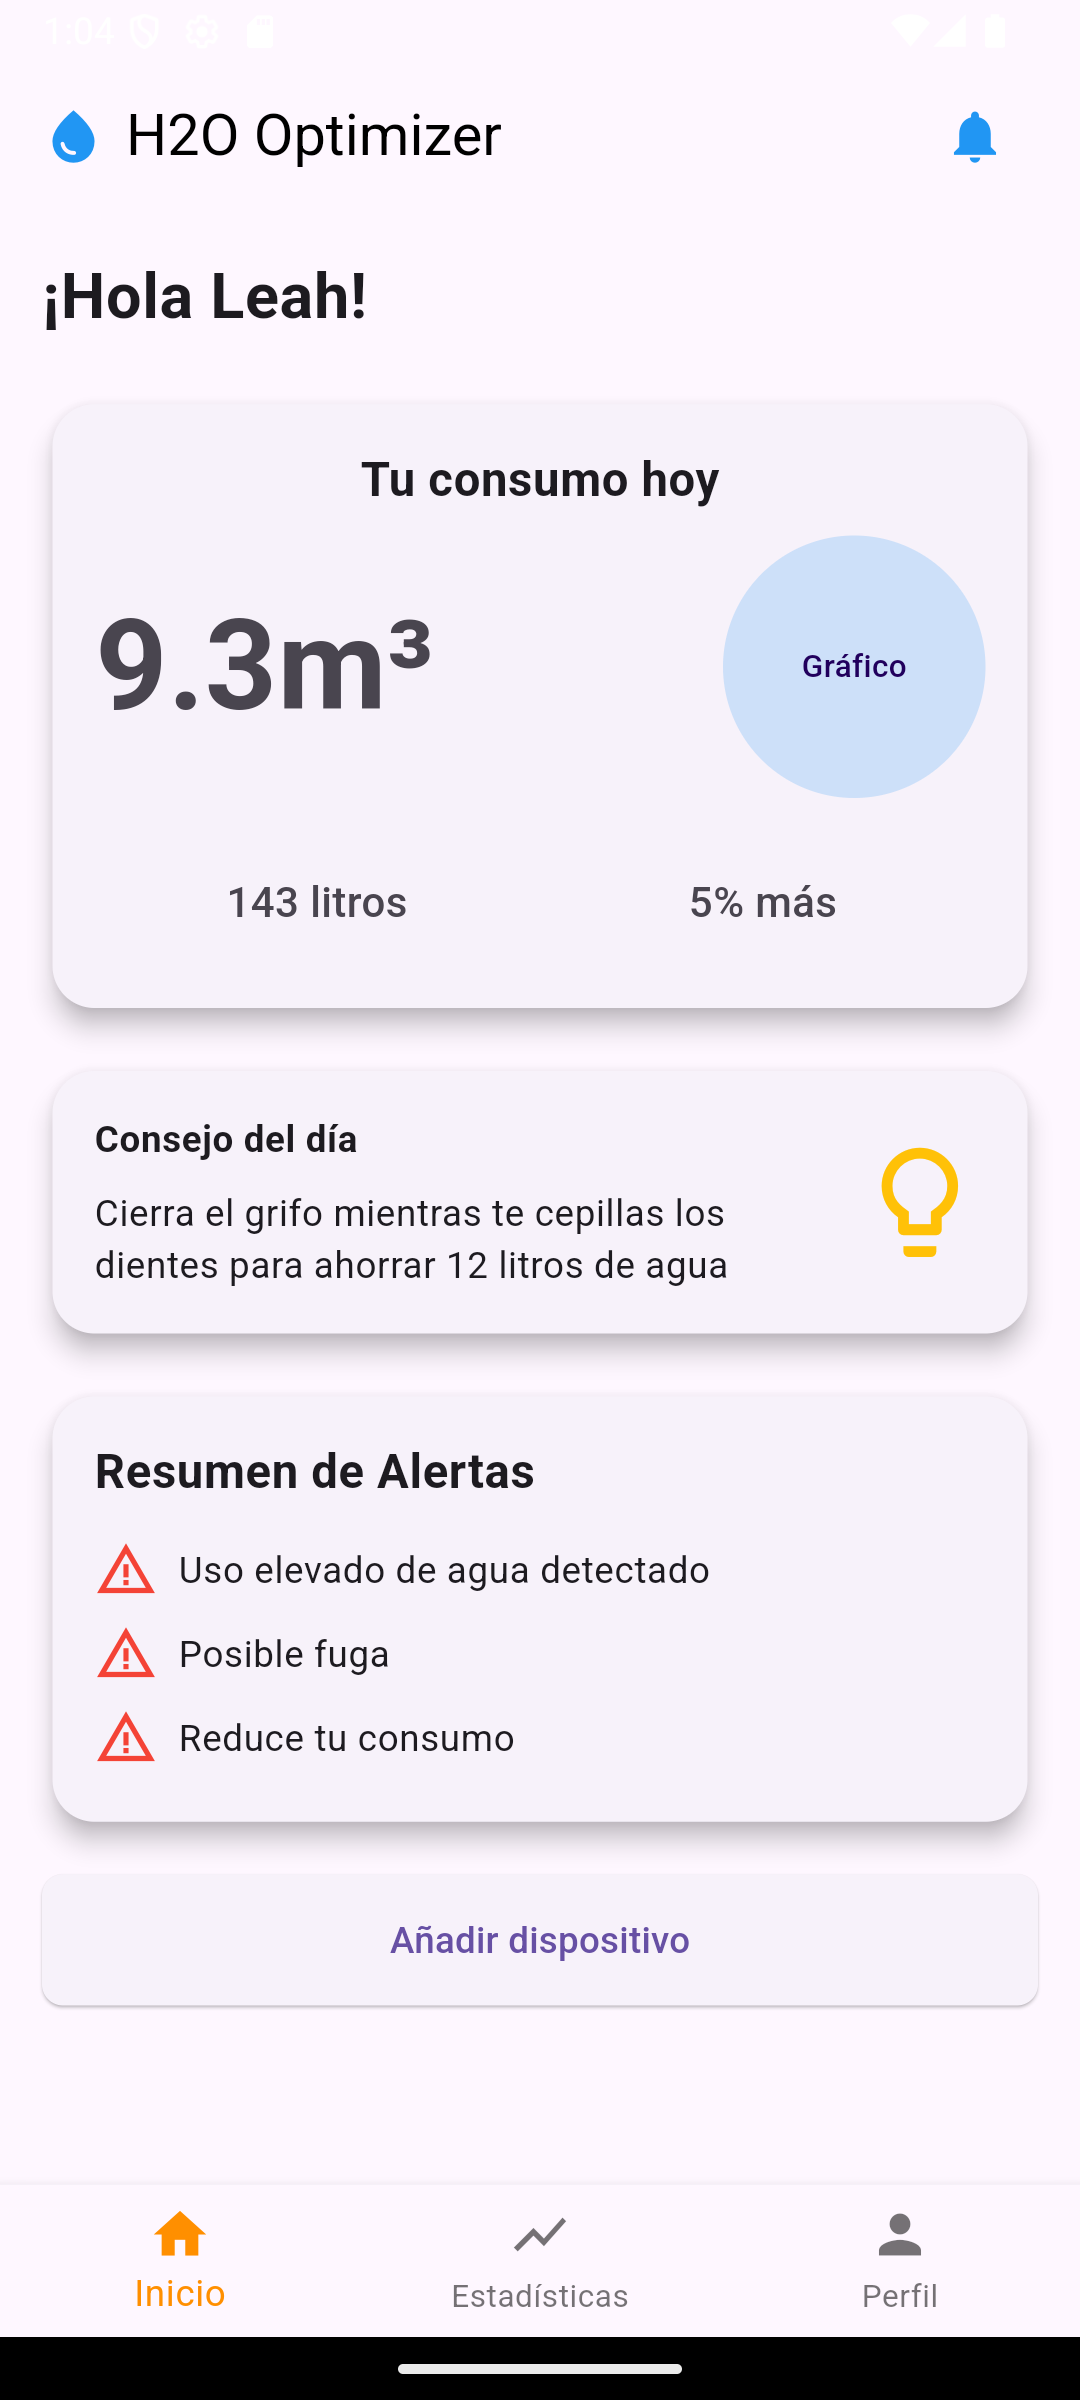 1:04
H2O Optimizer
¡Hola Leah!
Tu consumo hoy
9.3m³
Gráfico
143 litros
5% más
Consejo del día
Cierra el grifo mientras te cepillas los
dientes para ahorrar 12 litros de agua
Resumen de Alertas
Uso elevado de agua detectado
Posible fuga
Reduce tu consumo
Añadir dispositivo
Inicio
Estadísticas
Perfil